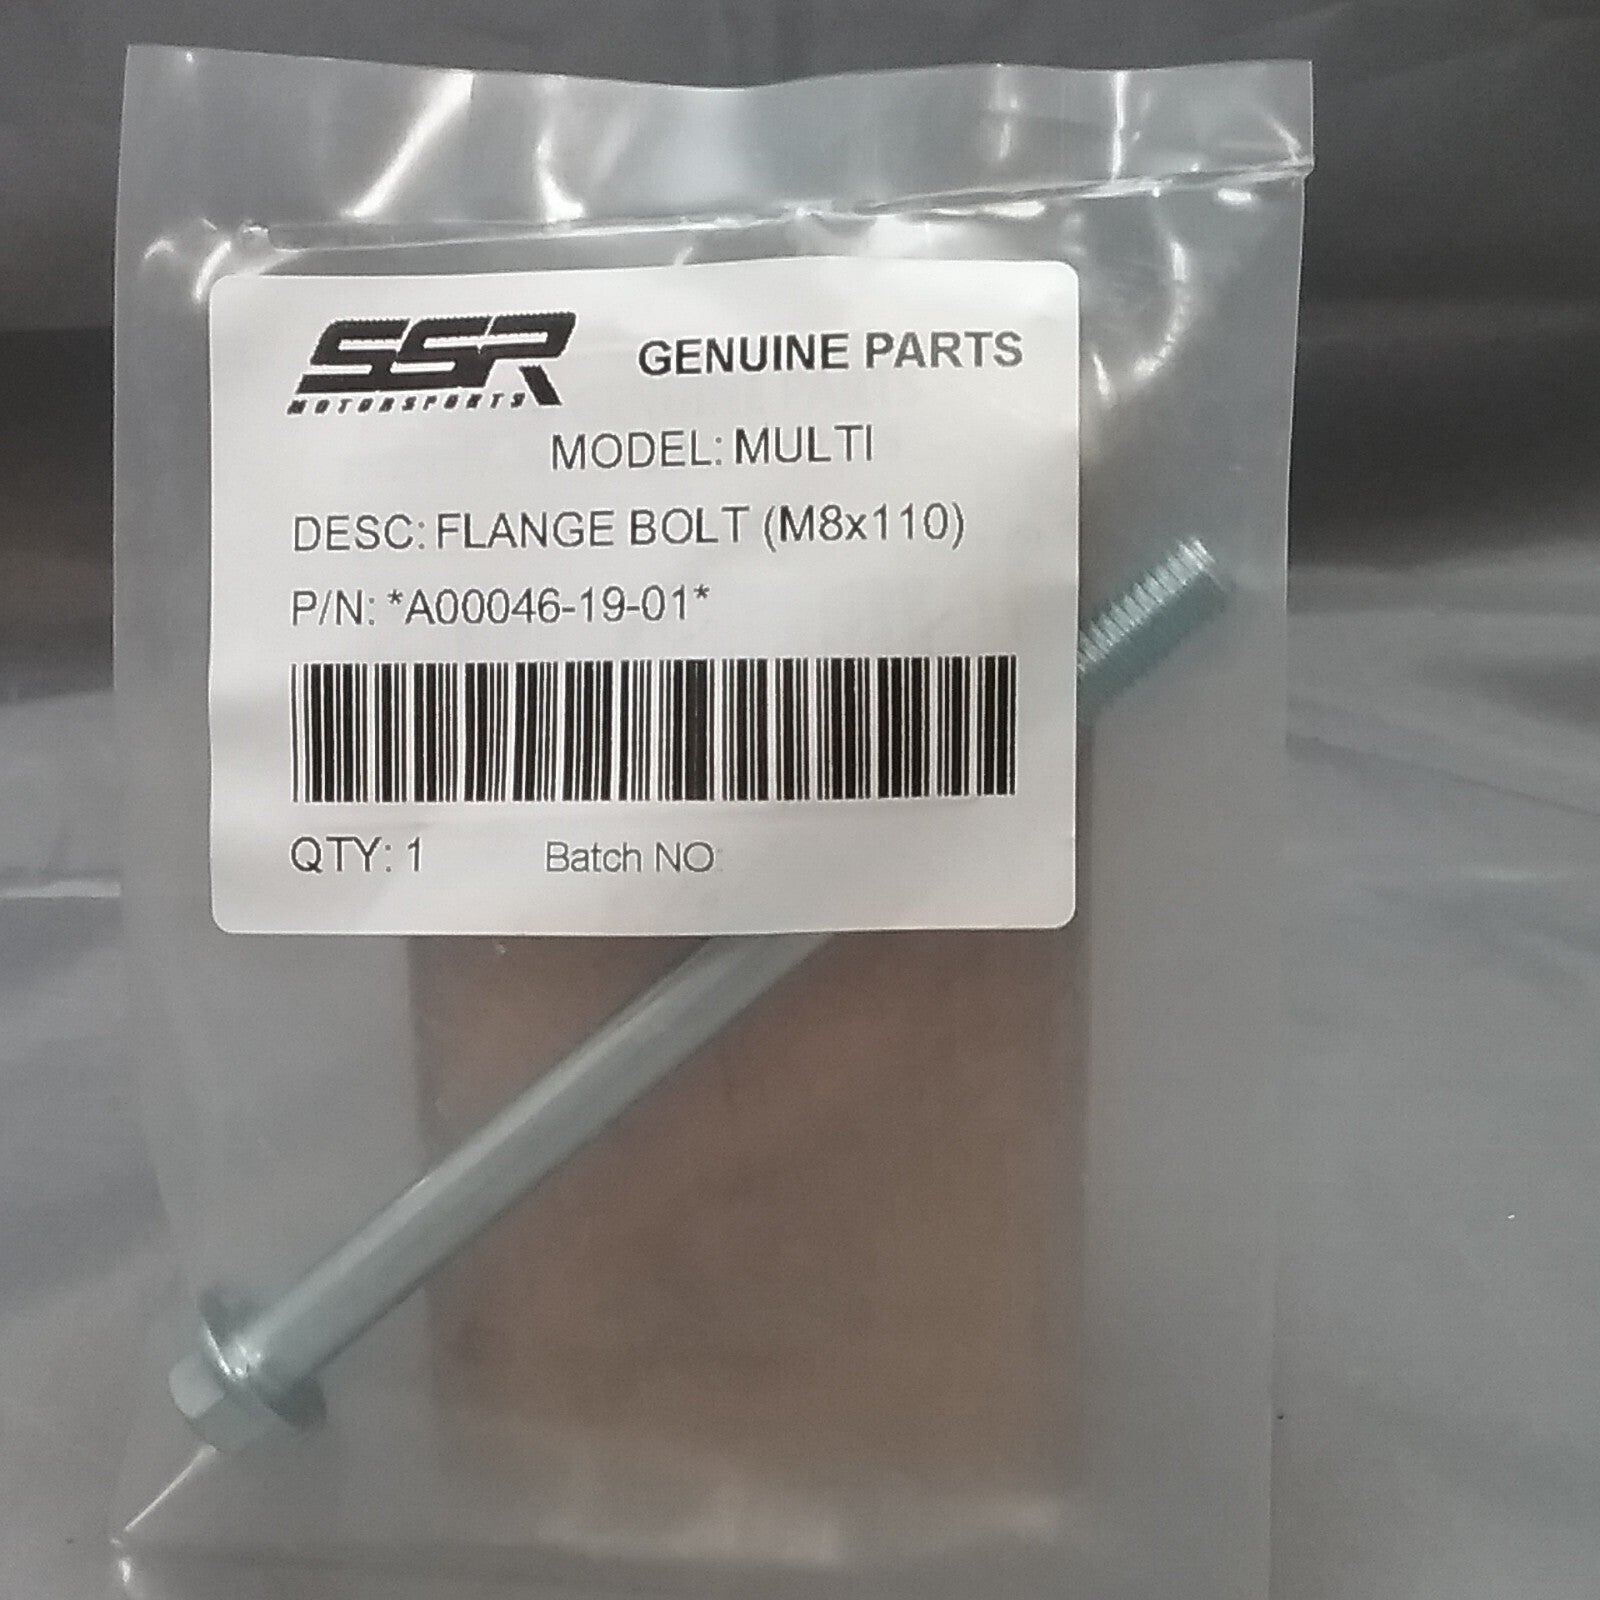 SSR GENUINE PARTS
MOTORSPORTS
MODEL: MULTI
DESC: FLANGE BOLT (M8x110)
P/N: *A00046-19-01*
QTY: 1 Batch NO: